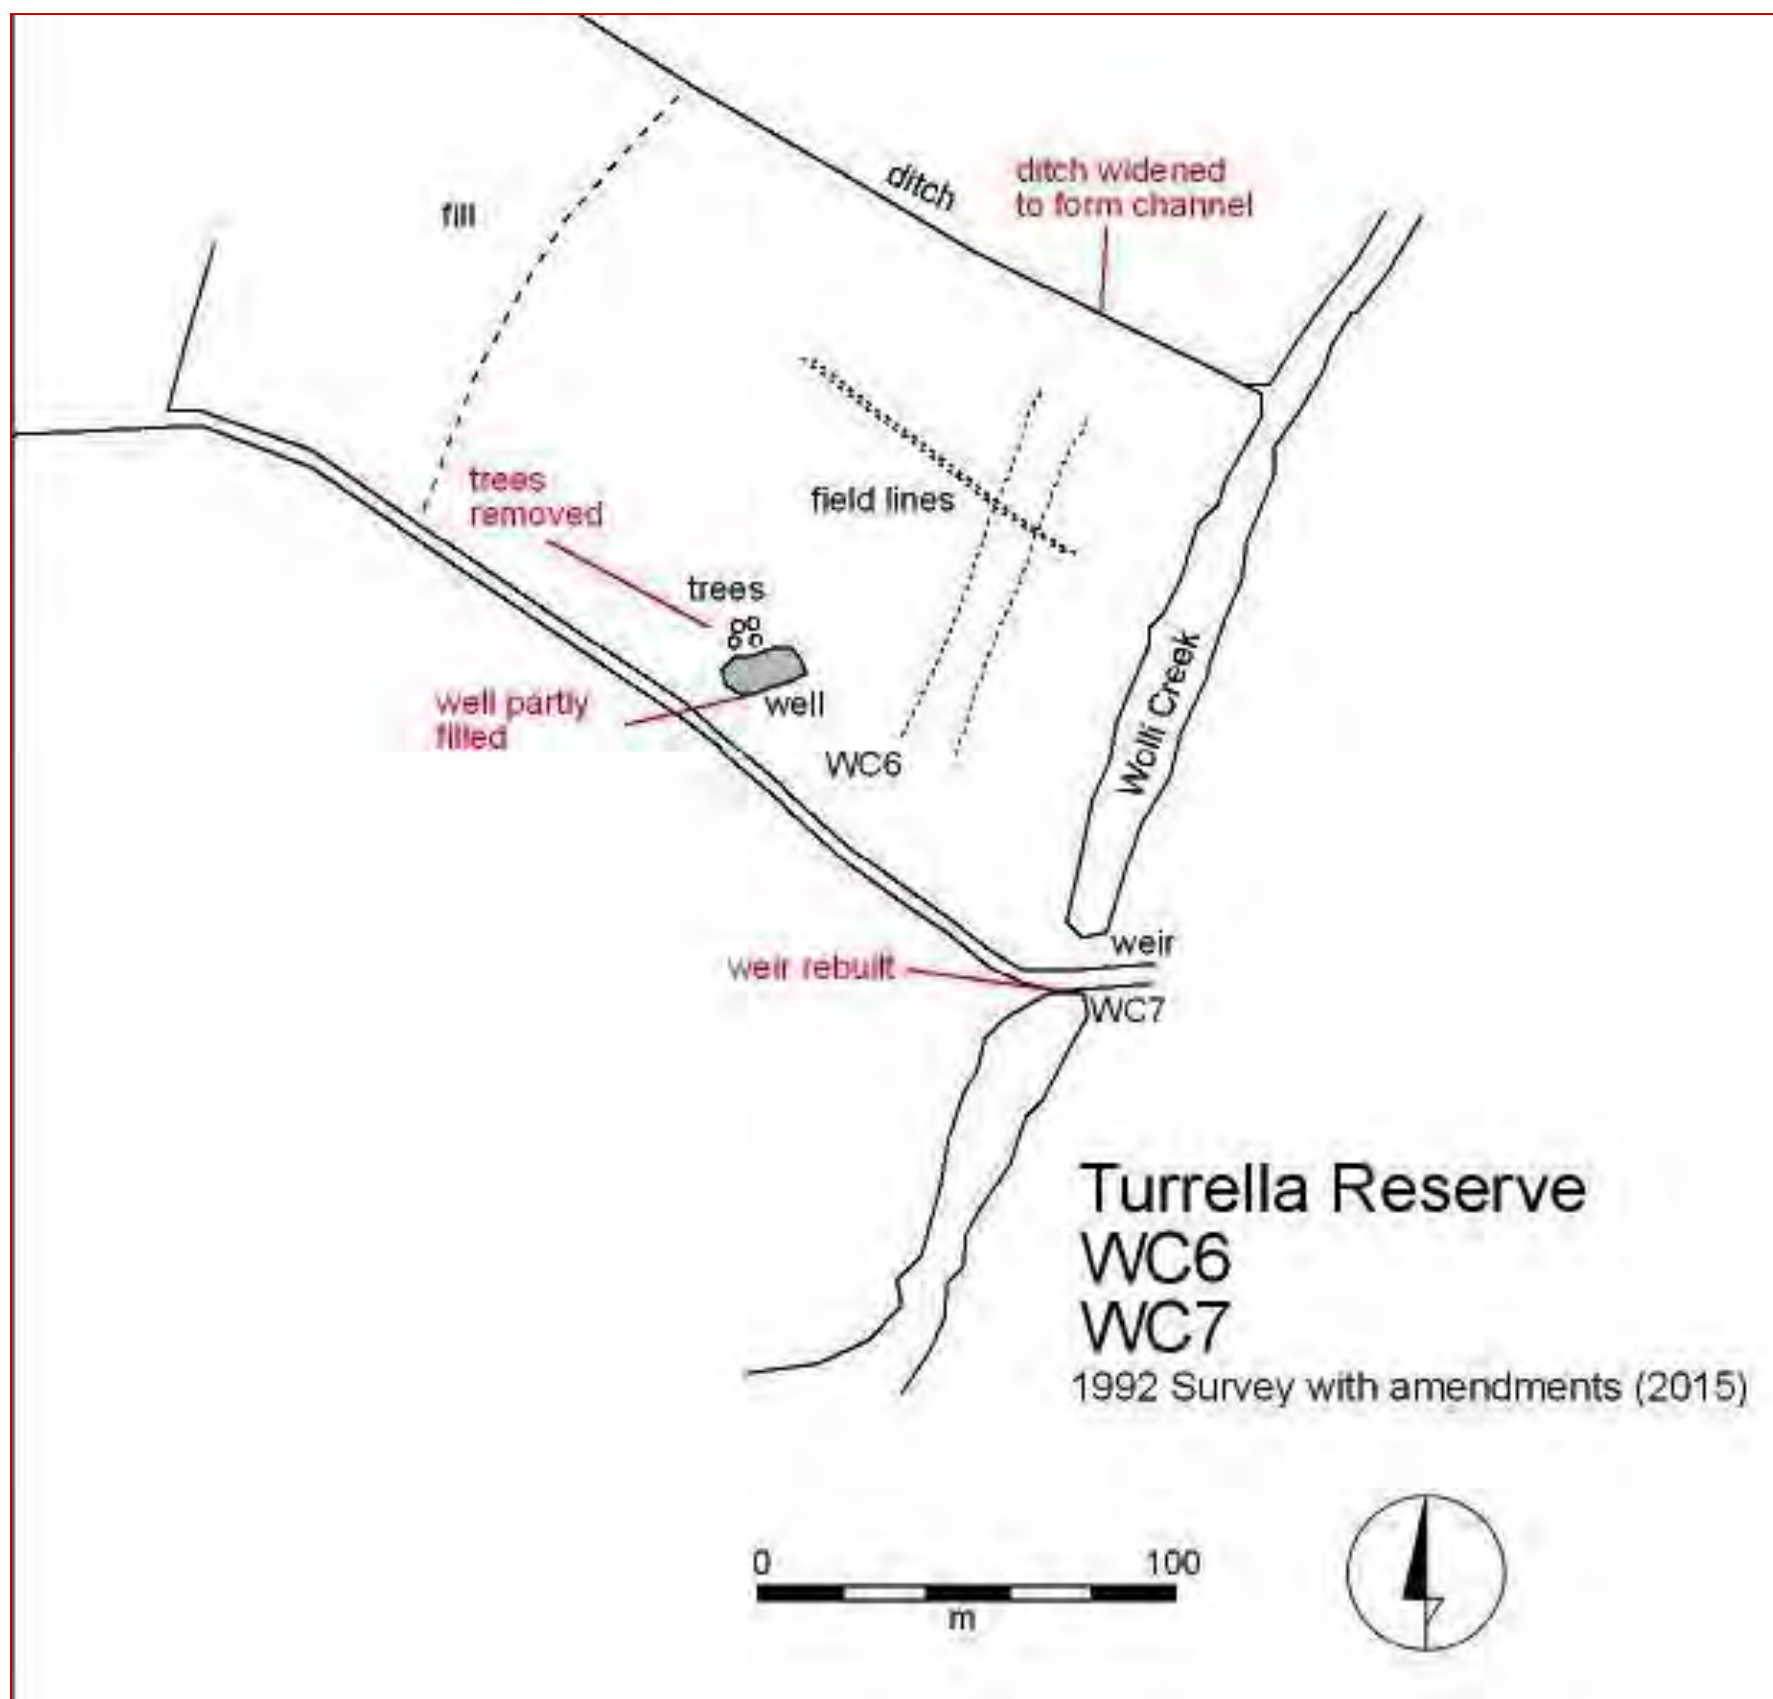 ditch
ditch widened
to form channel
fill
trees
removed
field lines
trees
well partly
filled
well
WC6
Wolli Creek
weir
weir rebuilt
WC7
Turrella Reserve
WC6
WC7
1992 Survey with amendments (2015)
0 100
m